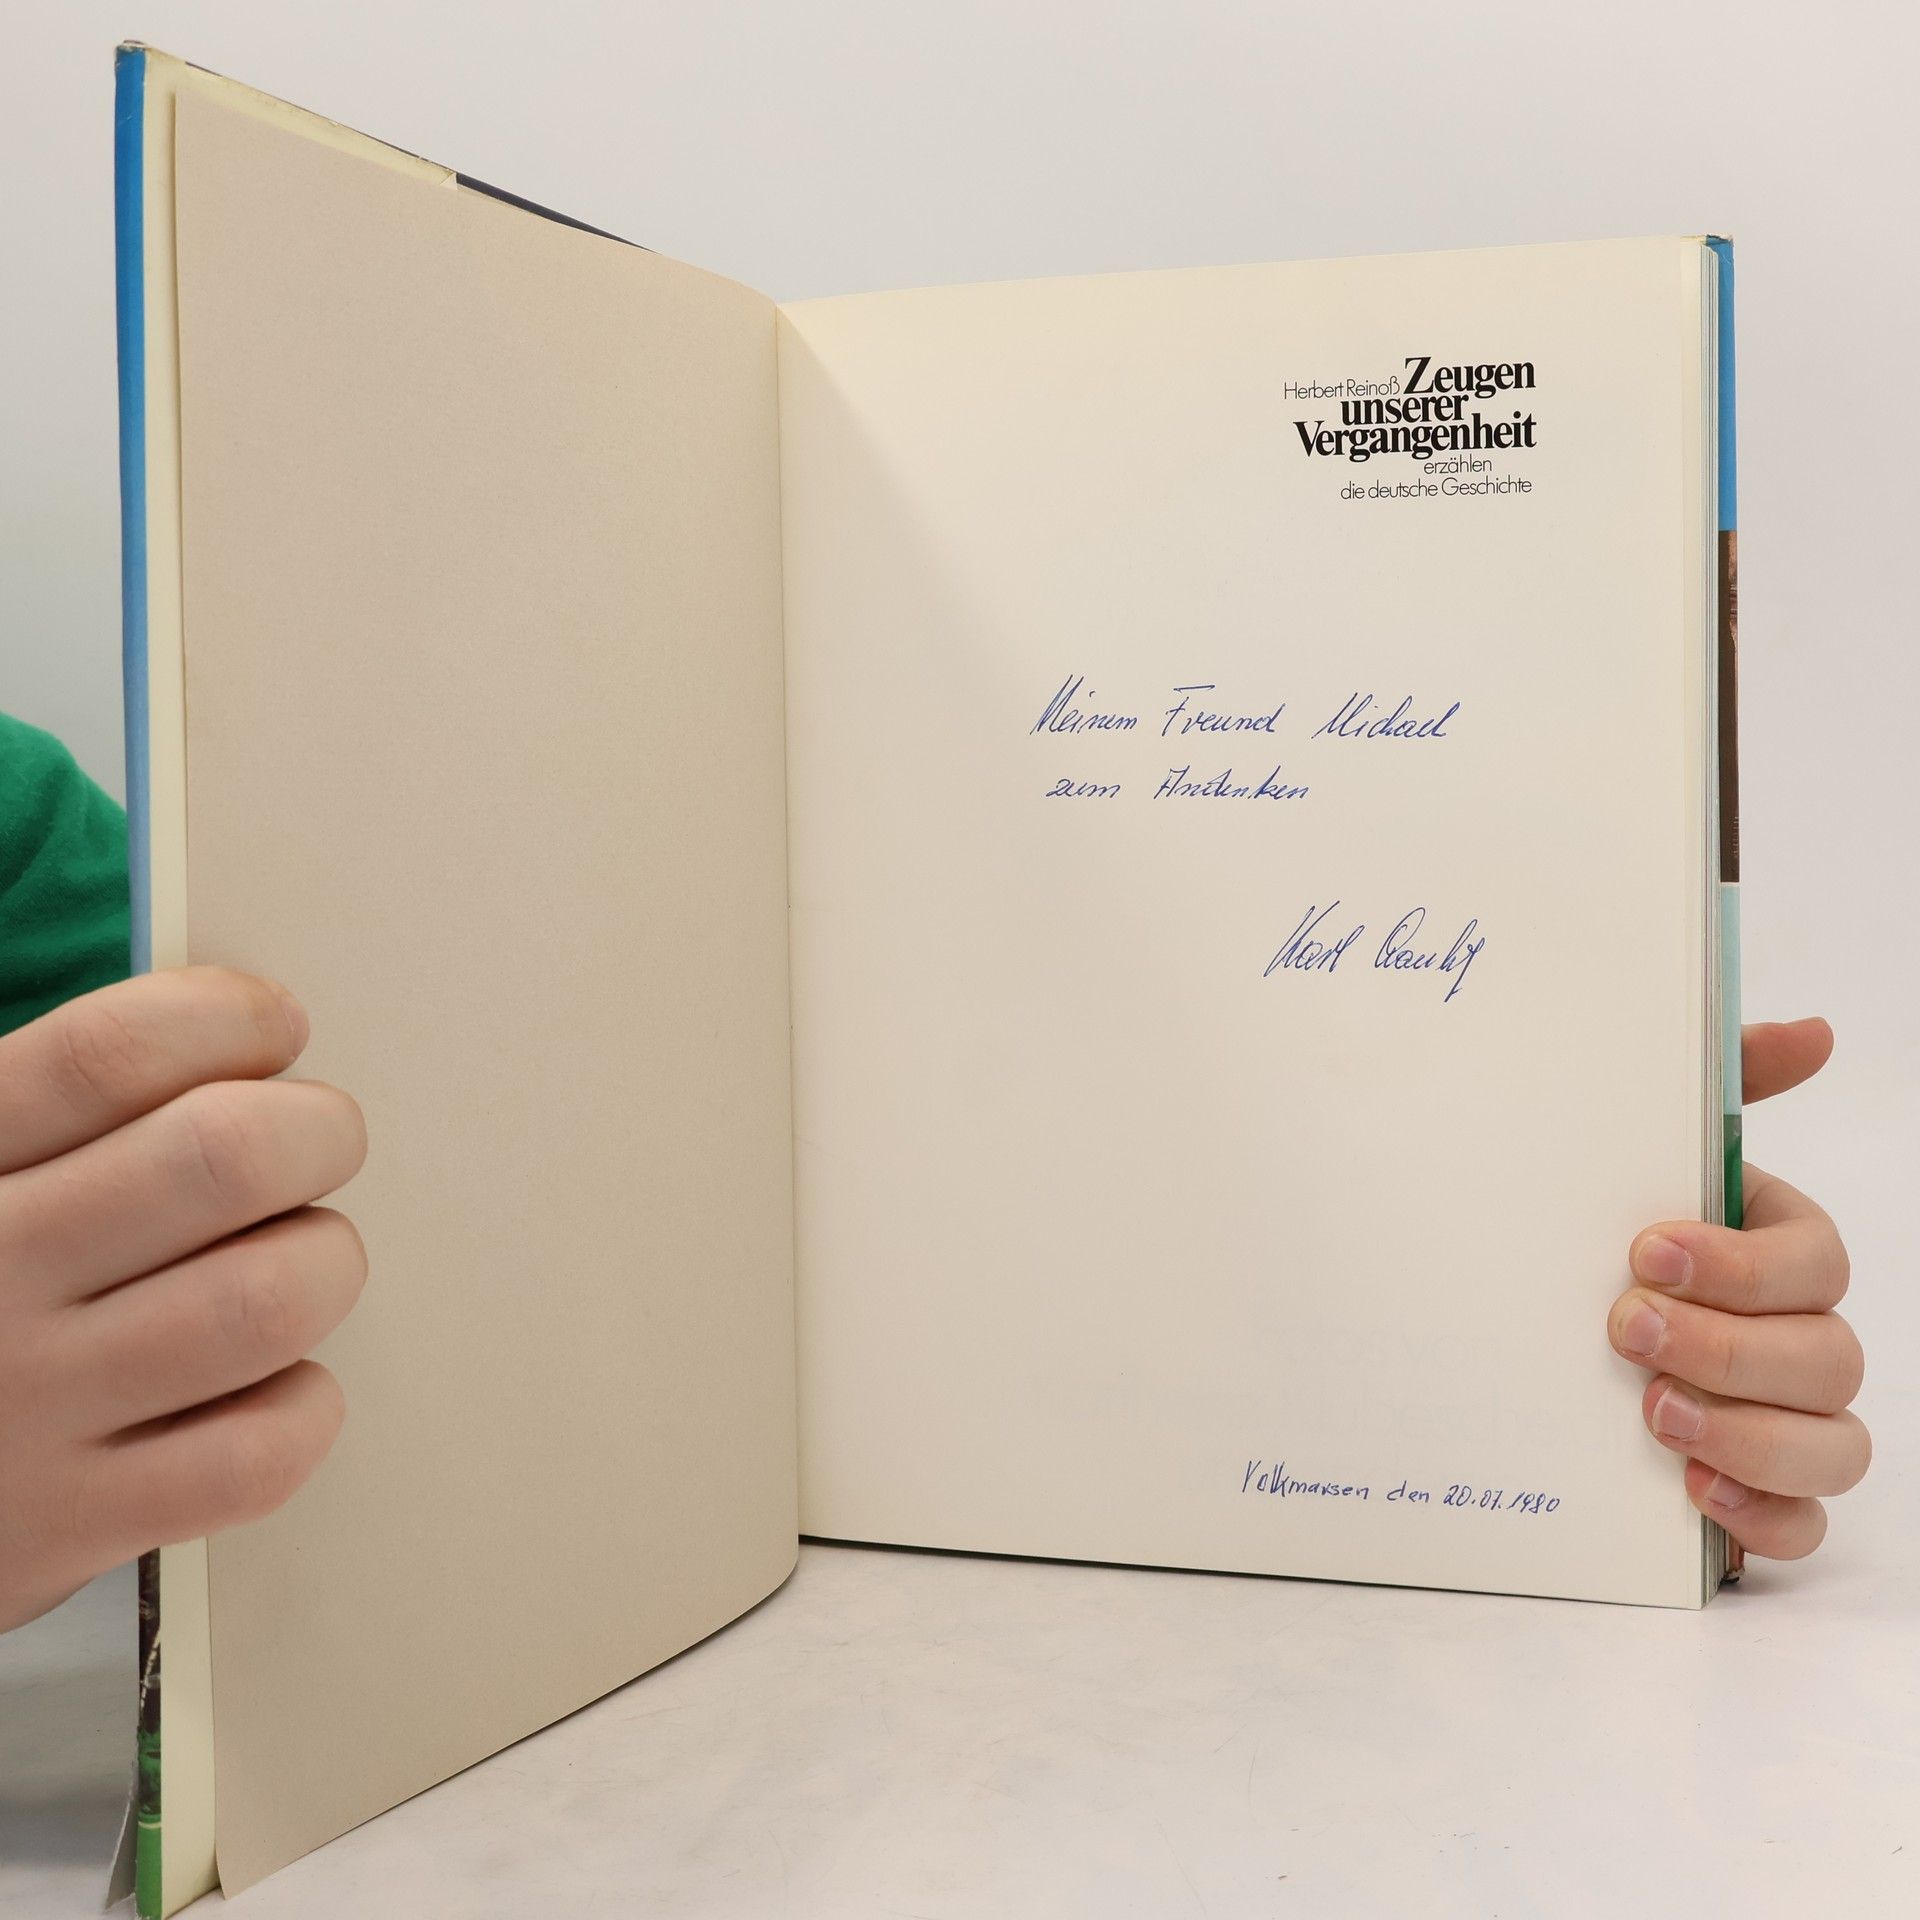 Herbert Reinoß Zeugen
unserer
Vergangenheit
erzählen
die deutsche Geschichte
Meinem Freund Michael
zum Andenken
Karl
Volkmarsen den 20.07.1980